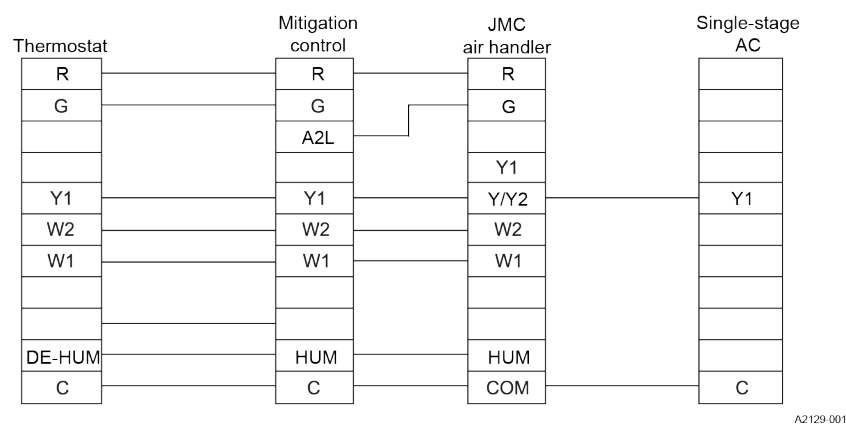 Thermostat
Mitigation
control
JMC
air handler
Single-stage
AC
R R R
G G G
A2L
Y1
Y1 Y1 Y/Y2 Y1
W2 W2 W2
W1 W1 W1
DE-HUM HUM HUM
C C COM C
A2129-001